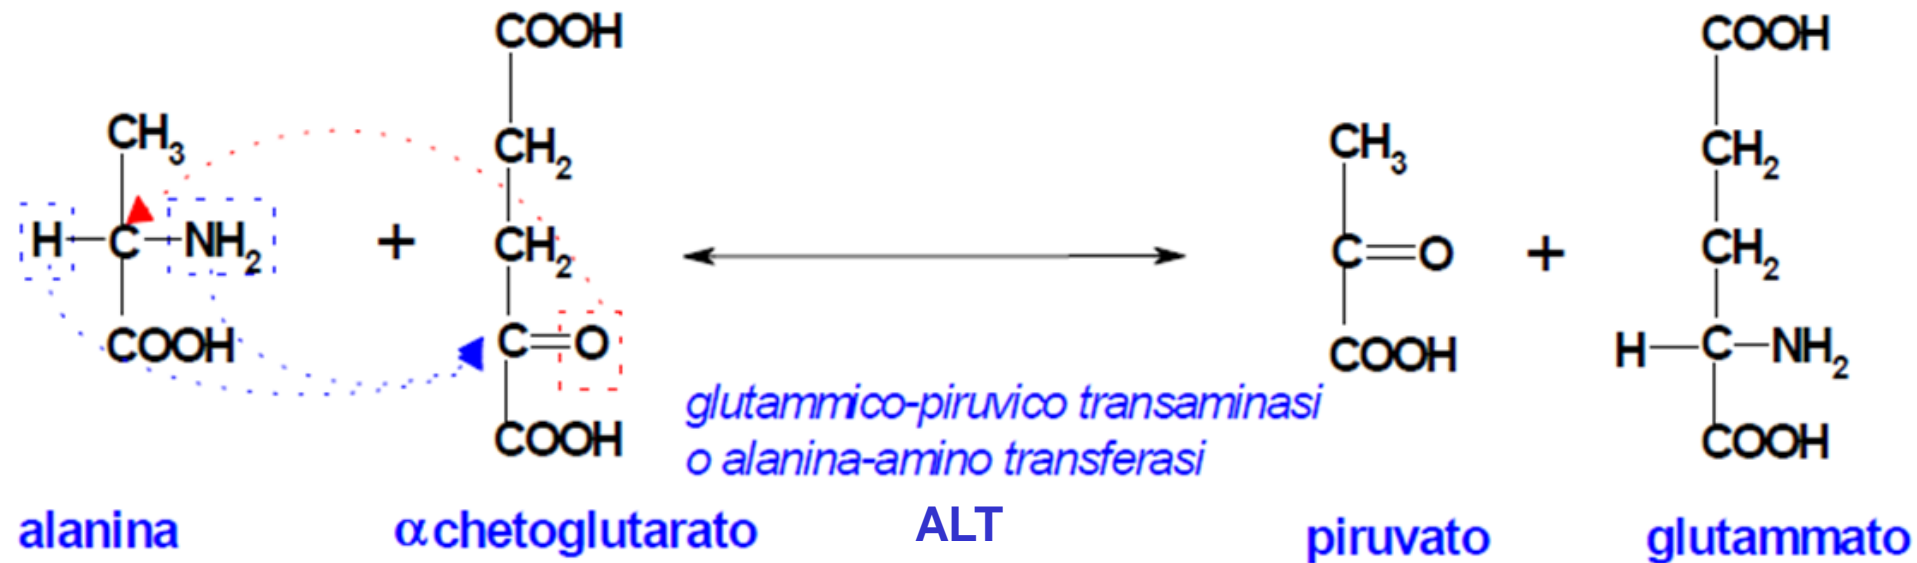 CH3
H C NH2
COOH
+
COOH
CH2
CH2
C O
COOH
glutammico-piruvico transaminasi
o alanina-amino transferasi
CH3
C O
COOH
+
COOH
CH2
CH2
H C NH2
COOH
alanina
α chetoglutarato
ALT
piruvato
glutammato